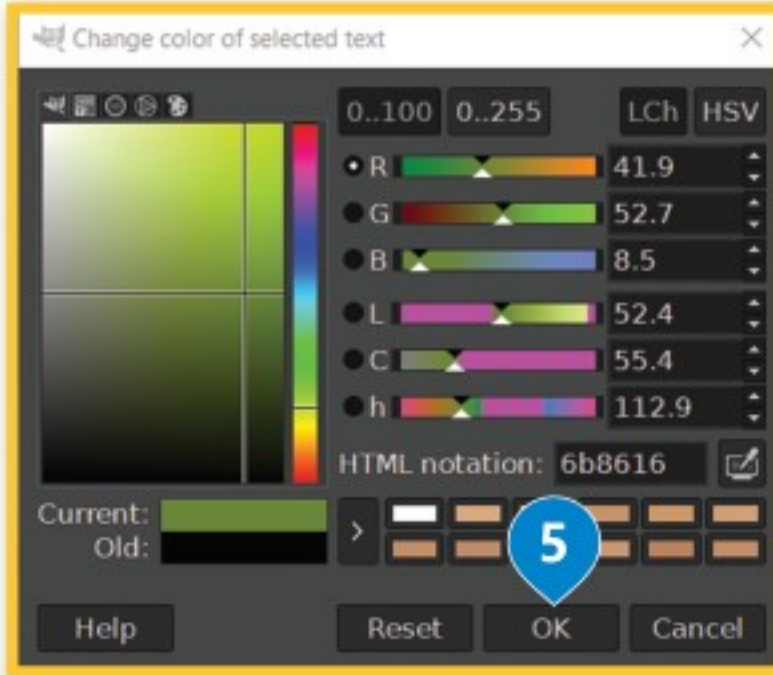 Change color of selected text
0..100 0..255 LCh HSV
R 41.9
G 52.7
B 8.5
L 52.4
C 55.4
h 112.9
HTML notation: 6b8616
Current:
Old:
5
Help Reset OK Cancel